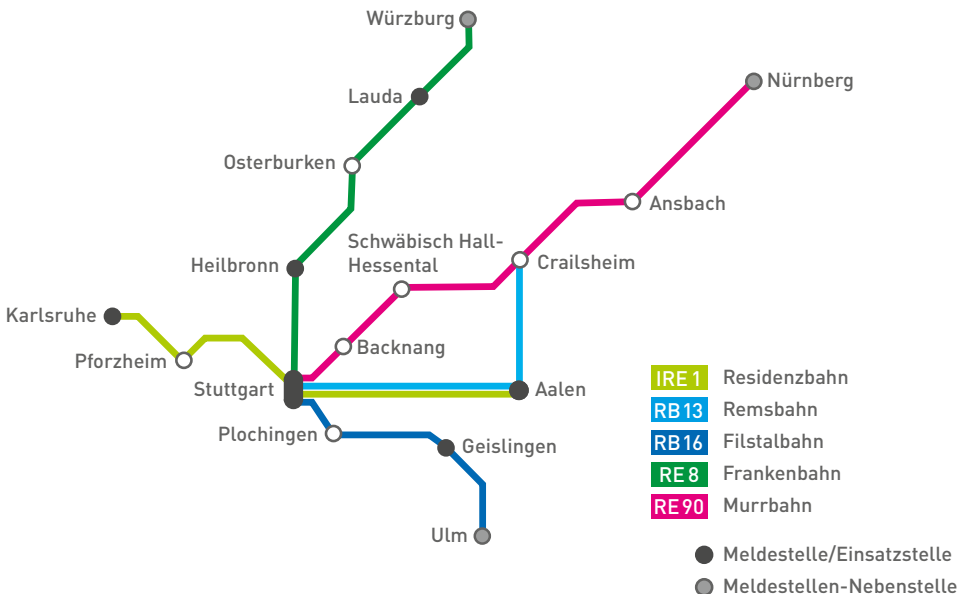 Würzburg
Lauda
Nürnberg
Osterburken
Ansbach
Schwäbisch Hall-
Hessental
Heilbronn
Crailsheim
Karlsruhe
Pforzheim
Backnang
Stuttgart
Aalen
Plochingen
Geislingen
Ulm
IRE 1 Residenzbahn
RB 13 Remsbahn
RB 16 Filstalbahn
RE 8 Frankenbahn
RE 90 Murrbahn
Meldestelle/Einsatzstelle
Meldestellen-Nebenstelle